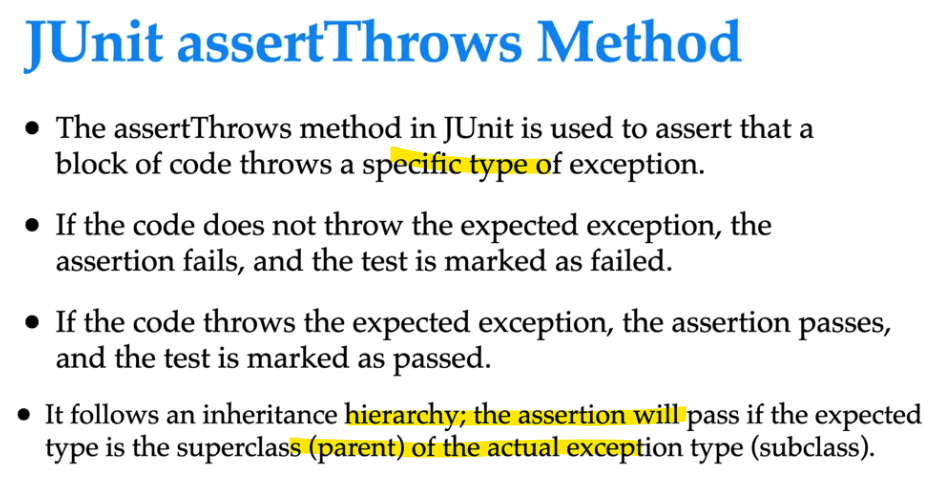 JUnit assertThrows Method
• The assertThrows method in JUnit is used to assert that a
block of code throws a specific type of exception.
• If the code does not throw the expected exception, the
assertion fails, and the test is marked as failed.
• If the code throws the expected exception, the assertion passes,
and the test is marked as passed.
• It follows an inheritance hierarchy; the assertion will pass if the expected
type is the superclass (parent) of the actual exception type (subclass).